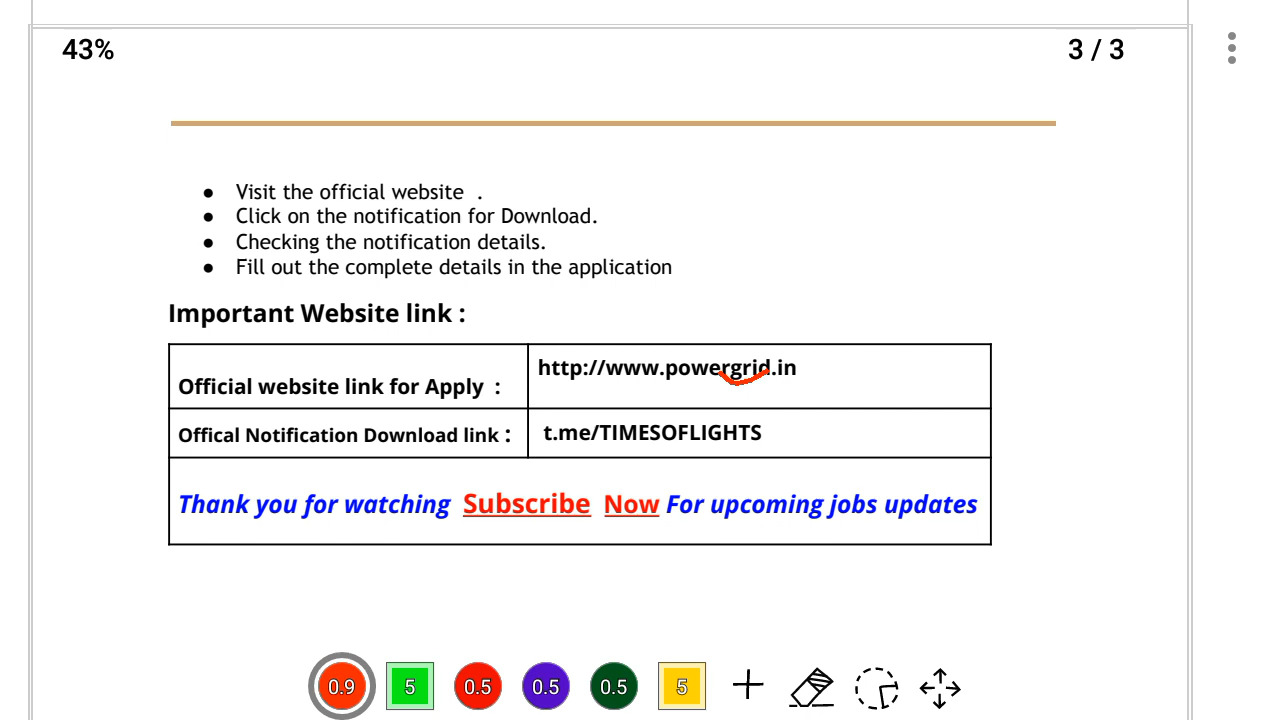 43%
3 / 3
● Visit the official website .
● Click on the notification for Download.
● Checking the notification details.
● Fill out the complete details in the application
Important Website link :
Official website link for Apply :
http://www.powergrid.in
Offical Notification Download link :
t.me/TIMESOFLIGHTS
Thank you for watching Subscribe Now For upcoming jobs updates
0.9 5 0.5 0.5 0.5 5